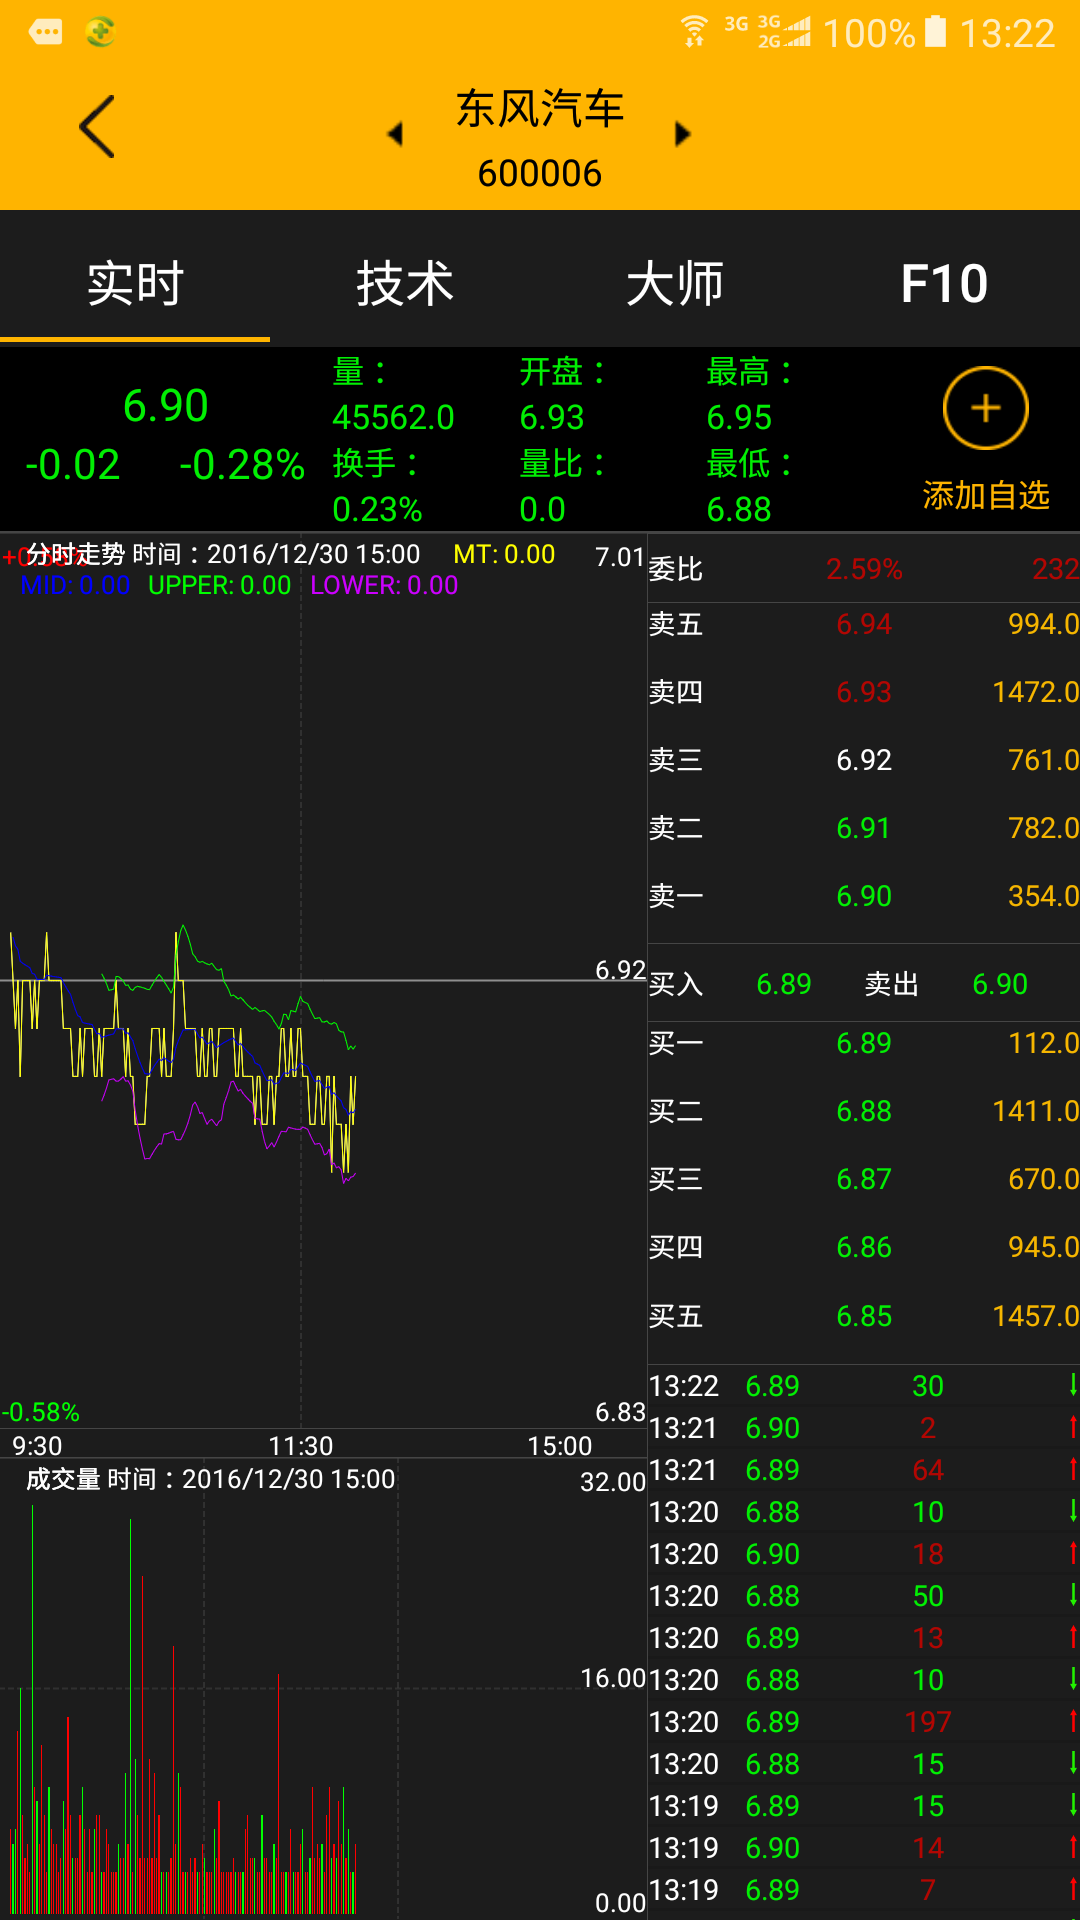 3G 3G 2G 100% 13:22
东风汽车
600006
实时 技术 大师 F10
6.90
-0.02 -0.28%
量： 开盘： 最高：
45562.0 6.93 6.95
换手： 量比： 最低：
0.23% 0.0 6.88
添加自选
分时走势 时间：2016/12/30 15:00 MT: 0.00 7.01
MID: 0.00 UPPER: 0.00 LOWER: 0.00
6.92
-0.58% 6.83
9:30 11:30 15:00
成交量 时间：2016/12/30 15:00 32.00
16.00
0.00
委比 2.59% 232
卖五 6.94 994.0
卖四 6.93 1472.0
卖三 6.92 761.0
卖二 6.91 782.0
卖一 6.90 354.0
买入 6.89 卖出 6.90
买一 6.89 112.0
买二 6.88 1411.0
买三 6.87 670.0
买四 6.86 945.0
买五 6.85 1457.0
13:22 6.89 30 ↓
13:21 6.90 2 ↑
13:21 6.89 64 ↑
13:20 6.88 10 ↓
13:20 6.90 18 ↑
13:20 6.88 50 ↓
13:20 6.89 13 ↑
13:20 6.88 10 ↓
13:20 6.89 197 ↑
13:20 6.88 15 ↓
13:19 6.89 15 ↓
13:19 6.90 14 ↑
13:19 6.89 7 ↑